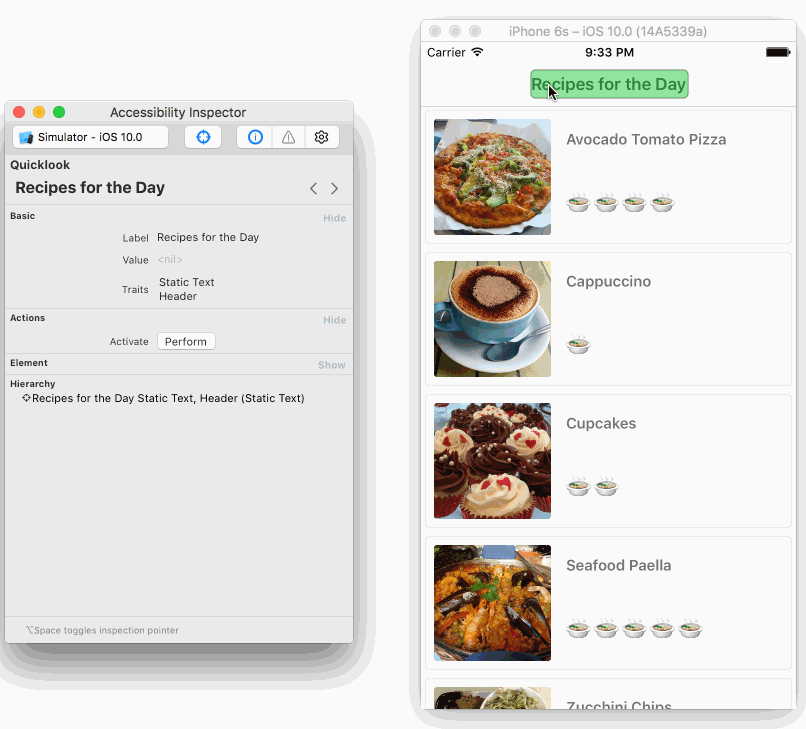 Accessibility Inspector
Simulator - iOS 10.0
Quicklook
Recipes for the Day
Basic
Hide
Label Recipes for the Day
Value <nil>
Traits Static Text
Header
Actions
Hide
Activate Perform
Element
Show
Hierarchy
Recipes for the Day Static Text, Header (Static Text)
⌥Space toggles inspection pointer
iPhone 6s – iOS 10.0 (14A5339a)
Carrier 9:33 PM
Recipes for the Day
Avocado Tomato Pizza
Cappuccino
Cupcakes
Seafood Paella
Zucchini Chips